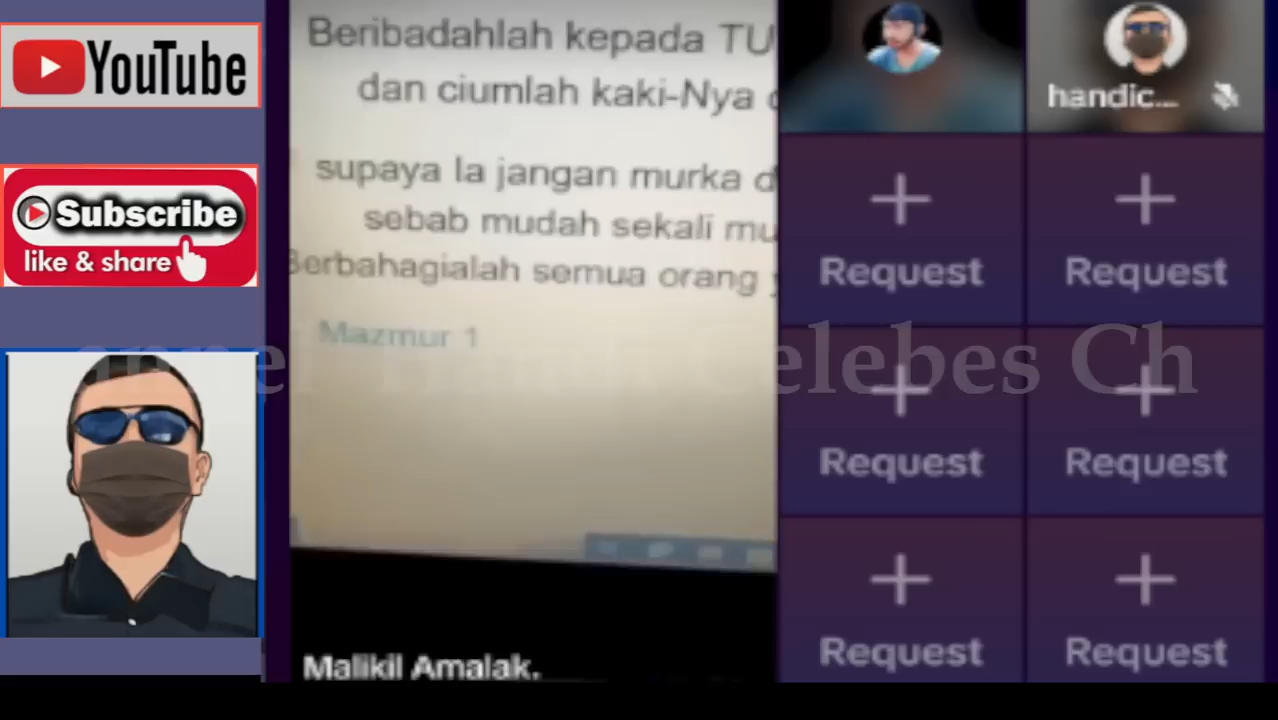 YouTube
Subscribe
like & share
Beribadahlah kepada TU
dan ciumlah kaki-Nya
supaya Ia jangan murka d
sebab mudah sekali mu
Berbahagialah semua orang y
Mazmur 1
Malikil Amalak.
handic...
Request
Request
Request
Request
Request
Request
elebes Ch